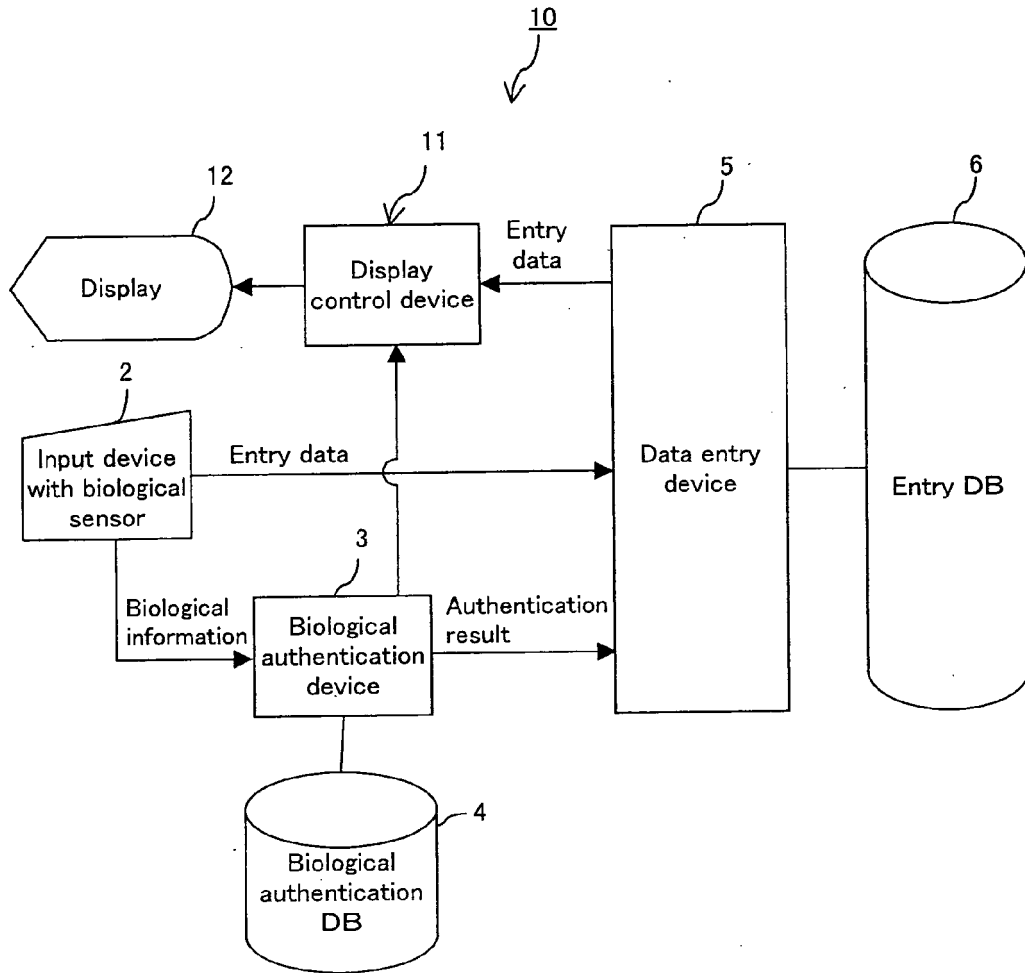 10
11
12
5
6
Entry
data
Display
Display
control device
2
Input device
with biological
sensor
Entry data
Data entry
device
Entry DB
3
Biological
information
Biological
authentication
device
Authentication
result
4
Biological
authentication
DB